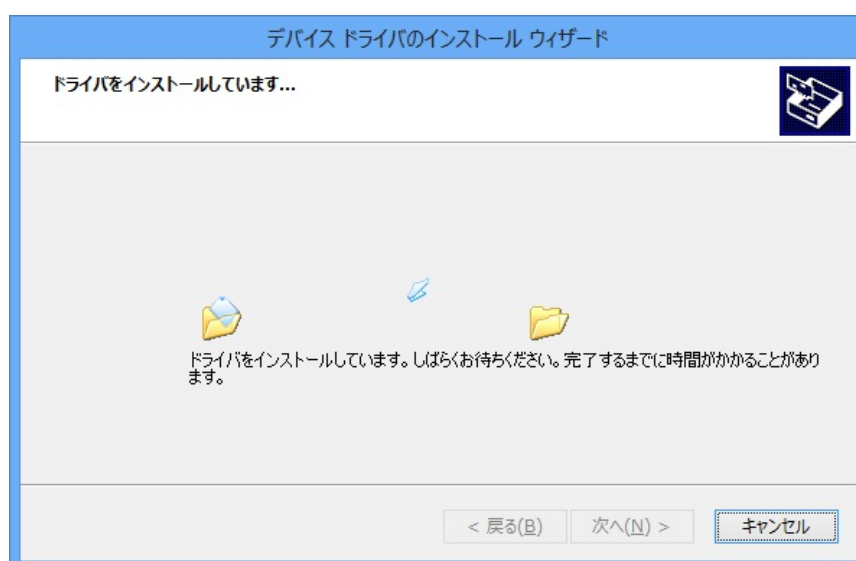 デバイス ドライバのインストール ウィザード
ドライバをインストールしています...
ドライバをインストールしています。しばらくお待ちください。完了するまでに時間がかかることがあり
ます。
< 戻る(B) 次へ(N) > キャンセル